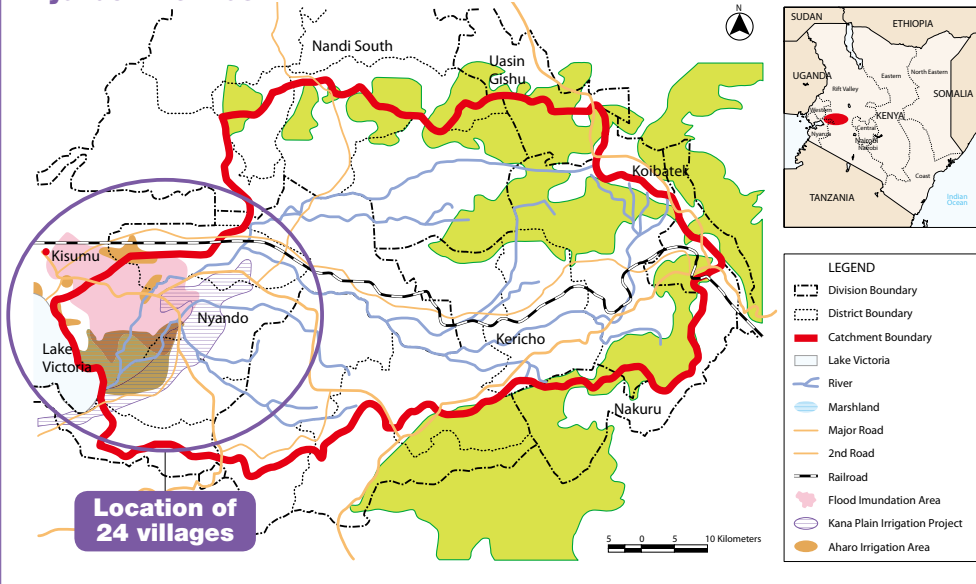 N
Nandi South
Uasin
Gishu
Koibatek
Kisumu
Nyando
Lake
Victoria
Kericho
Nakuru
Location of
24 villages
5 0 5 10 Kilometers
SUDAN
ETHIOPIA
UGANDA
Rift Valley
Eastern
North Eastern
SOMALIA
Western
KENYA
Central
Nyanza
Nairobi
Nairobi
Coast
TANZANIA
Indian
Ocean
LEGEND
Division Boundary
District Boundary
Catchment Boundary
Lake Victoria
River
Marshland
Major Road
2nd Road
Railroad
Flood Imundation Area
Kana Plain Irrigation Project
Aharo Irrigation Area